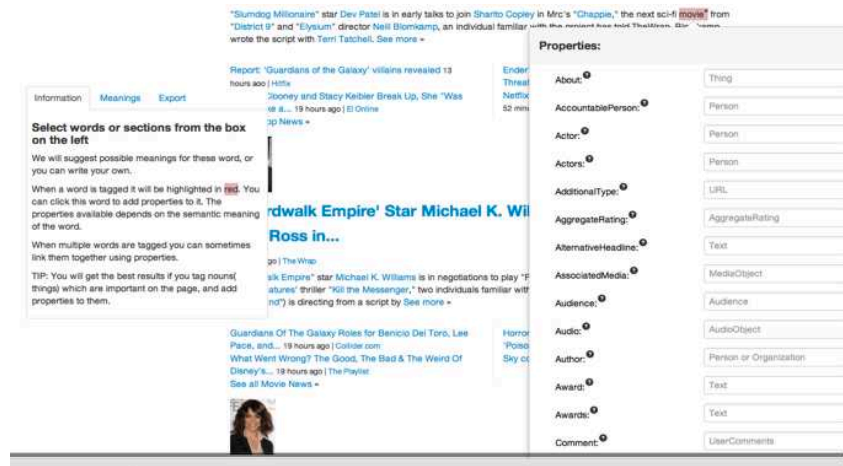 "Slumdog Millionaire" star Dev Patel is in early talks to join Sharlto Copley in Mrc's "Chappie," the next sci-fi movie* from
"District 9" and "Elysium" director Neill Blomkamp, an individual familiar with the project has told TheWrap.
wrote the script with Terri Tatchell. See more »
Report: 'Guardians of the Galaxy' villains revealed 13
hours ago | Hitfix
Clooney and Stacy Keibler Break Up, She "Was
a... 19 hours ago | E! Online
News »
Ender
Threat
Netflix
52 min
Information
Meanings
Export
Select words or sections from the box
on the left
We will suggest possible meanings for these word, or
you can write your own.
When a word is tagged it will be highlighted in red. You
can click this word to add properties to it. The
properties available depends on the semantic meaning
of the word.
When multiple words are tagged you can sometimes
link them together using properties.
TIP: You will get the best results if you tag nouns(
things) which are important on the page, and add
properties to them.
rdwalk Empire' Star Michael K. Wil
Ross in...
go | The Wrap
alk Empire" star Michael K. Williams is in negotiations to play "F
atures' thriller "Kill the Messenger," two individuals familiar with
nd") is directing from a script by See more »
Guardians Of The Galaxy Roles for Benicio Del Toro, Lee
Pace, and... 19 hours ago | Collider.com
What Went Wrong? The Good, The Bad & The Weird Of
Disney's... 19 hours ago | The Playlist
See all Movie News »
Horror
'Poiso
Sky co
Properties:
About: Thing
AccountablePerson: Person
Actor: Person
Actors: Person
AdditionalType: URL
AggregateRating: AggregateRating
AlternativeHeadline: Text
AssociatedMedia: MediaObject
Audience: Audience
Audio: AudioObject
Author: Person or Organization
Award: Text
Awards: Text
Comment: UserComments